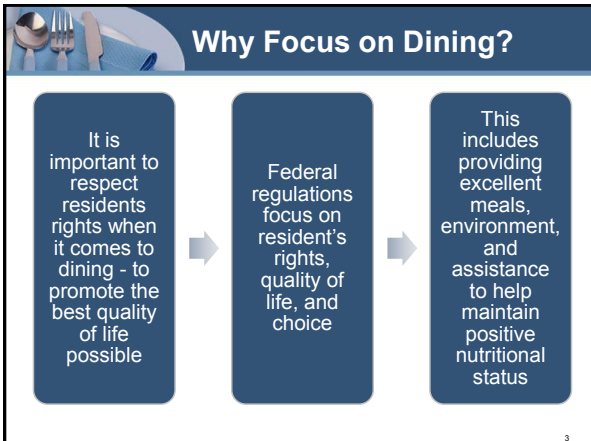 Why Focus on Dining?
It is
important to
respect
residents
rights when
it comes to
dining - to
promote the
best quality
of life
possible
Federal
regulations
focus on
resident's
rights,
quality of
life, and
choice
This
includes
providing
excellent
meals,
environment,
and
assistance
to help
maintain
positive
nutritional
status
3